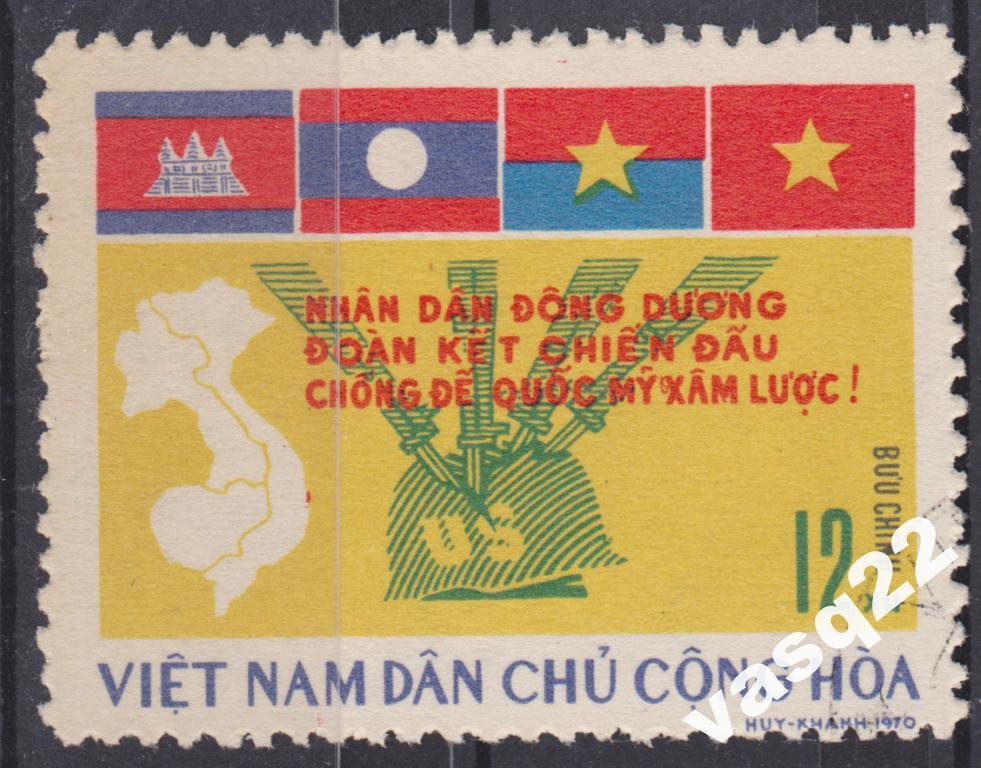 NHÂN DÂN ĐÔNG DƯƠNG
ĐOÀN KẾT CHIẾN ĐẤU
CHỐNG ĐẾ QUỐC MỸ XÂM LƯỢC!
US
BƯU CHÍNH
12
VIỆT NAM DÂN CHỦ CỘNG HÒA
HUY-KHÁNH-1970
vasq22